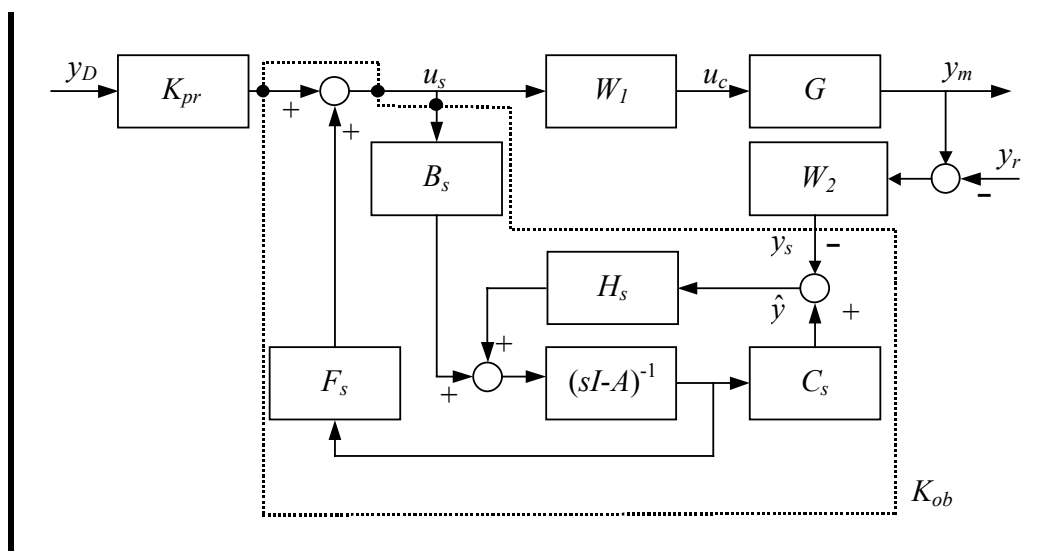 y_D
K_pr
+
+
u_s
W_1
u_c
G
y_m
B_s
W_2
y_r
-
y_s
-
H_s
ŷ
+
+
+
F_s
(sI-A)^-1
C_s
K_ob